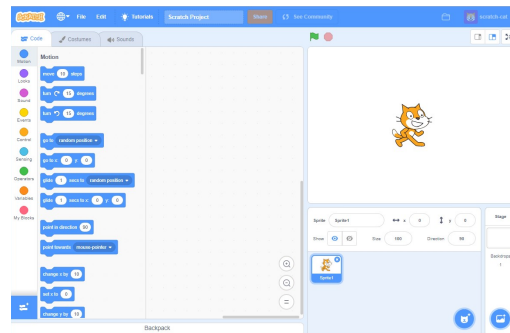 SCRATCH File Edit Tutorials Scratch Project Share See Community scratch-cat
Code Costumes Sounds
Motion
Looks
Sound
Events
Control
Sensing
Operators
Variables
My Blocks
Motion
move 10 steps
turn 15 degrees
turn 15 degrees
go to random position
go to x: 0 y: 0
glide 1 secs to random position
glide 1 secs to x: 0 y: 0
point in direction 90
point towards mouse-pointer
change x by 10
set x to 0
change y by 10
Backpack
Sprite Sprite1 x 0 y 0
Show Size 100 Direction 90
Sprite1
Stage
Backdrops
1